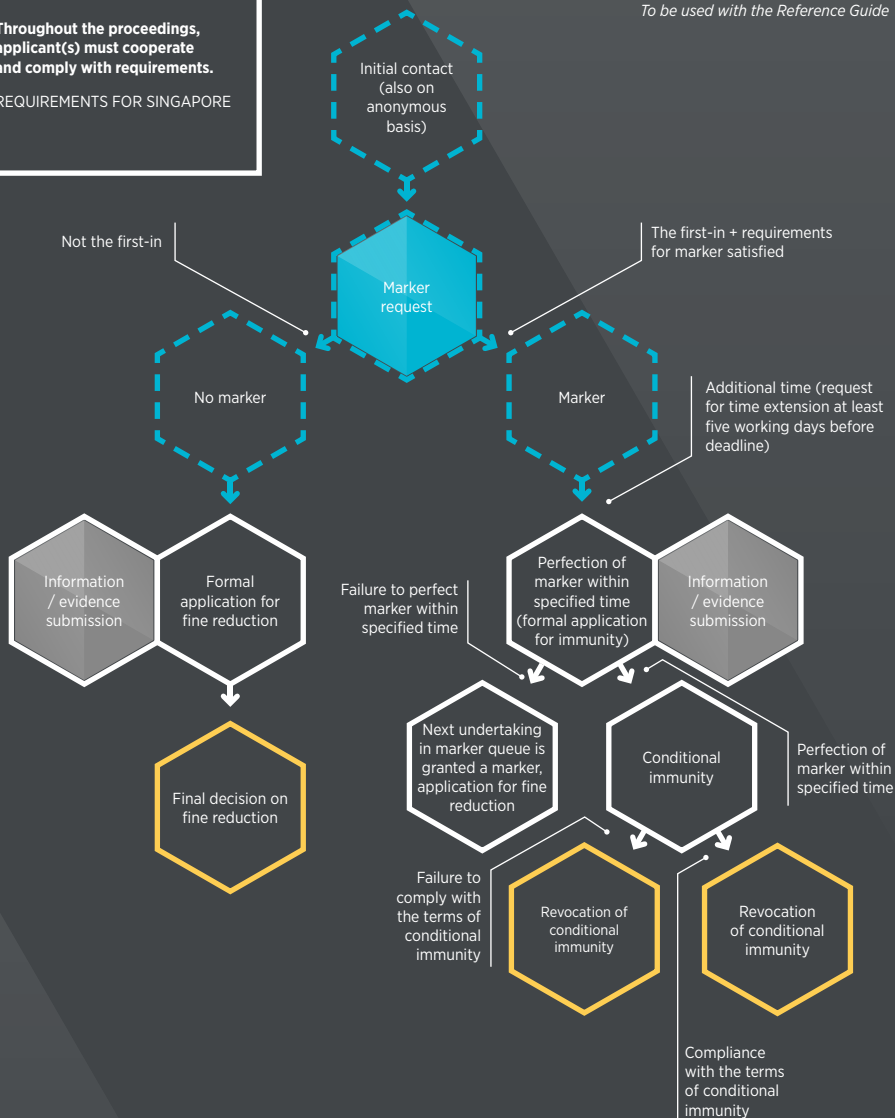 To be used with the Reference Guide
Throughout the proceedings,
applicant(s) must cooperate
and comply with requirements.
REQUIREMENTS FOR SINGAPORE
Initial contact
(also on
anonymous
basis)
Not the first-in
The first-in + requirements
for marker satisfied
Marker
request
No marker
Marker
Additional time (request
for time extension at least
five working days before
deadline)
Information
/ evidence
submission
Formal
application for
fine reduction
Failure to perfect
marker within
specified time
Perfection of
marker within
specified time
(formal application
for immunity)
Information
/ evidence
submission
Final decision on
fine reduction
Next undertaking
in marker queue is
granted a marker,
application for fine
reduction
Conditional
immunity
Perfection of
marker within
specified time
Failure to
comply with
the terms of
conditional
immunity
Revocation of
conditional
immunity
Revocation
of conditional
immunity
Compliance
with the terms
of conditional
immunity